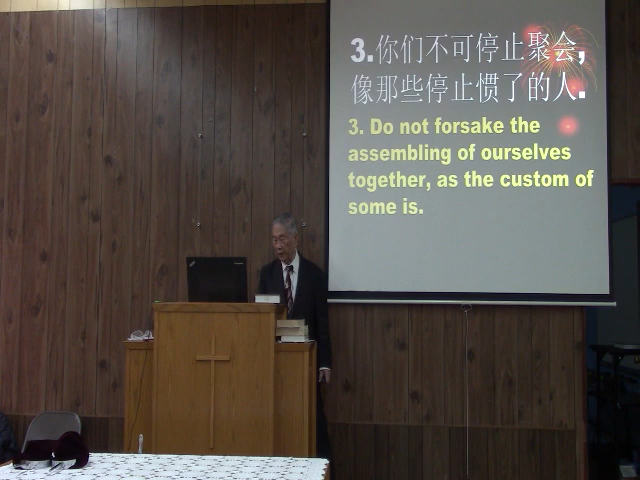 3.你们不可停止聚会,
像那些停止惯了的人.
3. Do not forsake the
assembling of ourselves
together, as the custom of
some is.